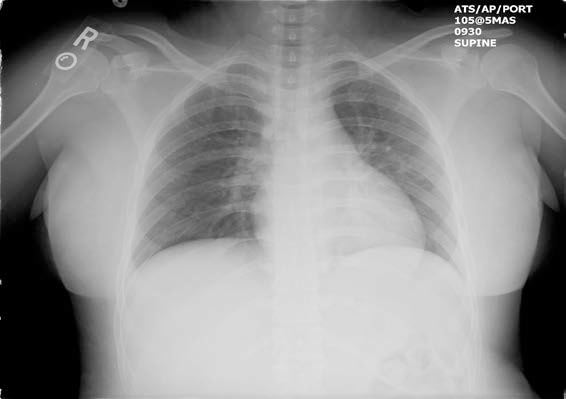 R
ATS/AP/PORT
105@5MAS
0930
SUPINE